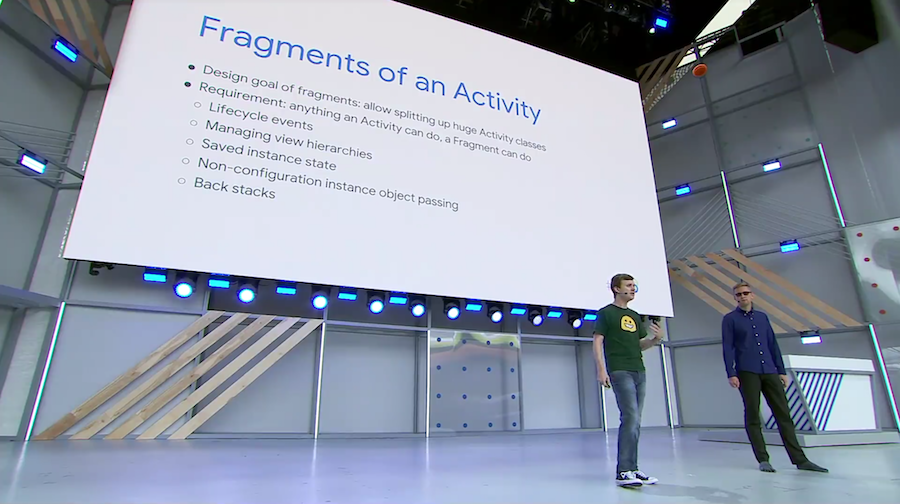 Fragments of an Activity
● Design goal of fragments: allow splitting up huge Activity classes
● Requirement: anything an Activity can do, a Fragment can do
○ Lifecycle events
○ Managing view hierarchies
○ Saved instance state
○ Non-configuration instance object passing
○ Back stacks